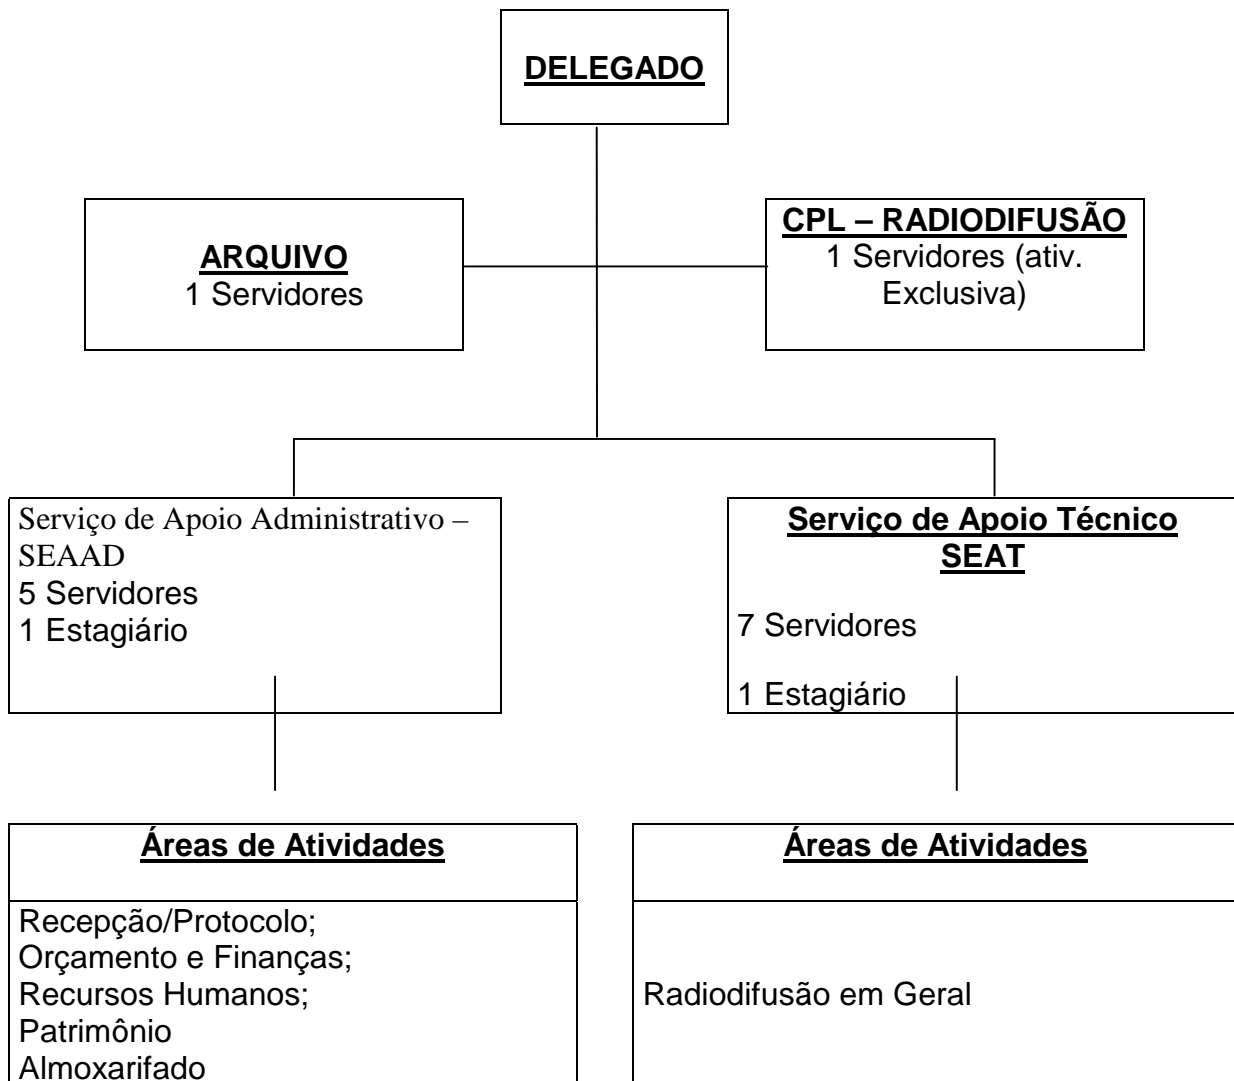 DELEGADO
ARQUIVO
1 Servidores
CPL – RADIODIFUSÃO
1 Servidores (ativ.
Exclusiva)
Serviço de Apoio Administrativo –
SEAAD
5 Servidores
1 Estagiário
Serviço de Apoio Técnico
SEAT
7 Servidores
1 Estagiário
Áreas de Atividades
Recepção/Protocolo;
Orçamento e Finanças;
Recursos Humanos;
Patrimônio
Almoxarifado
Áreas de Atividades
Radiodifusão em Geral